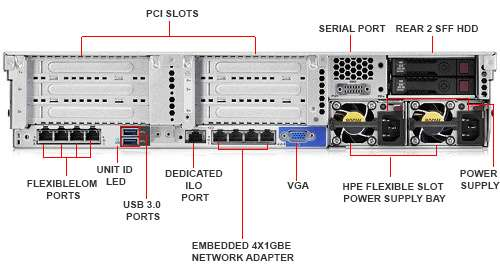 PCI SLOTS
SERIAL PORT
REAR 2 SFF HDD
FLEXIBLELOM
PORTS
UNIT ID
LED
USB 3.0
PORTS
DEDICATED
ILO
PORT
EMBEDDED 4X1GBE
NETWORK ADAPTER
VGA
HPE FLEXIBLE SLOT
POWER SUPPLY BAY
POWER
SUPPLY